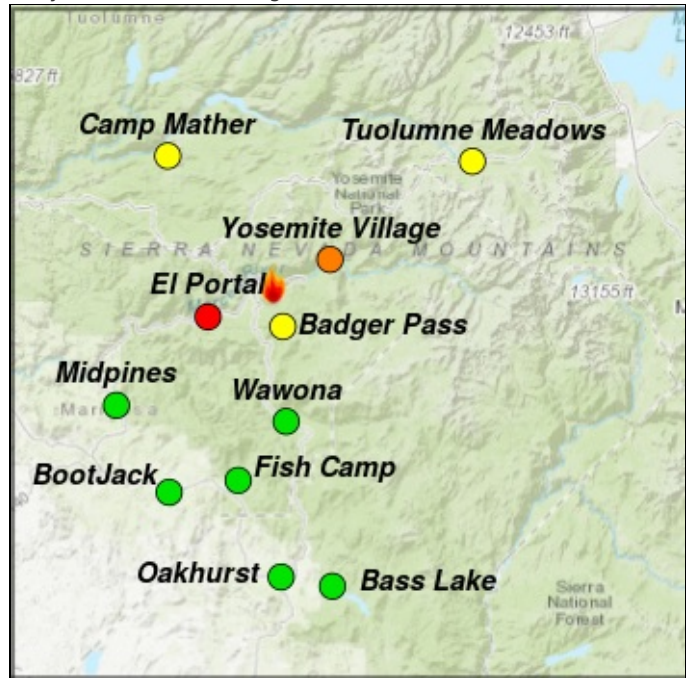 Tuolumne
12453 ft
827 ft
Camp Mather
Tuolumne Meadows
Yosemite
National
Park
Yosemite Village
SIERRA NEVADA MOUNTAINS
El Portal
13155 ft
Badger Pass
Midpines
Wawona
Fish Camp
BootJack
Oakhurst
Bass Lake
Sierra
National
Forest